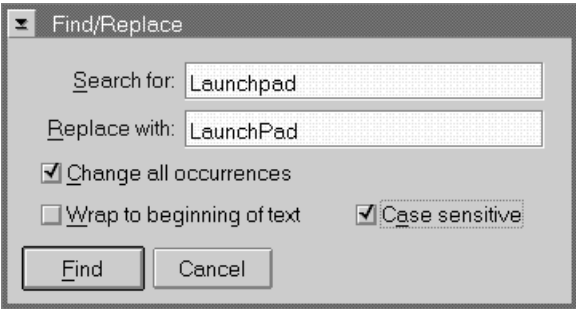 Find/Replace
Search for: Launchpad
Replace with: LaunchPad
Change all occurrences
Wrap to beginning of text Case sensitive
Find Cancel